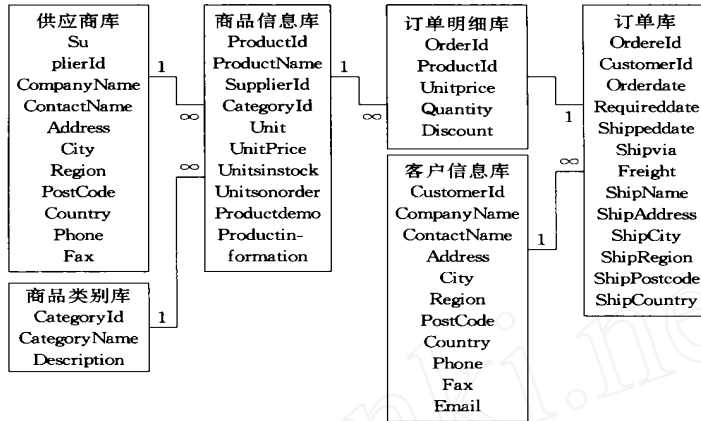 供应商库
Su
plierId
CompanyName
ContactName
Address
City
Region
PostCode
Country
Phone
Fax
商品类别库
CategoryId
CategoryName
Description
1
∞
∞
1
商品信息库
ProductId
ProductName
SupplierId
CategoryId
Unit
UnitPrice
Unitsinstock
Unitsonorder
Productdemo
Productin-
formation
1
∞
订单明细库
OrderId
ProductId
Unitprice
Quantity
Discount
客户信息库
CustomerId
CompanyName
ContactName
Address
City
Region
PostCode
Country
Phone
Fax
Email
1
∞
1
订单库
OrdereId
CustomerId
Orderdate
Requireddate
Shippeddate
Shipvia
Freight
ShipName
ShipAddress
ShipCity
ShipRegion
ShipPostcode
ShipCountry